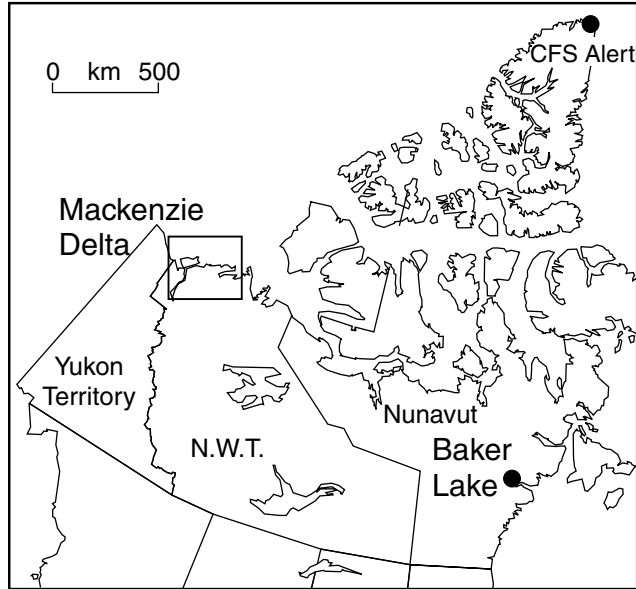 CFS Alert
0 km 500
Mackenzie
Delta
Yukon
Territory
Nunavut
N.W.T.
Baker
Lake